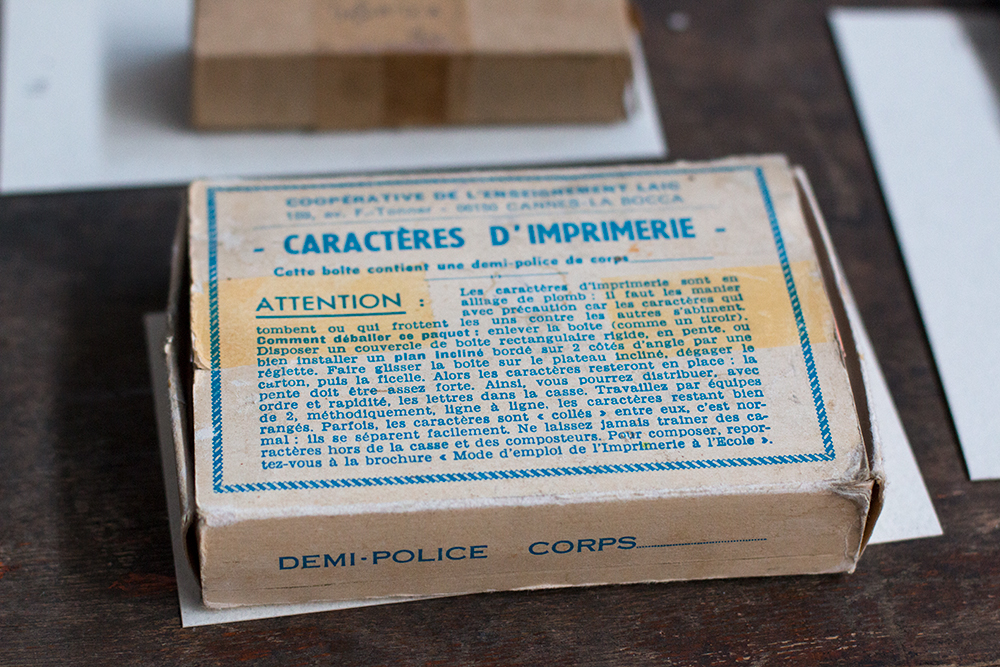 COOPÉRATIVE DE L'ENSEIGNEMENT LAIC
189, av. F.-Tonner - 06150 CANNES-LA BOCCA
- CARACTÈRES D'IMPRIMERIE -
Cette boîte contient une demi-police de corps
ATTENTION :
Les caractères d'imprimerie sont en
alliage de plomb : il faut les manier
avec précaution car les caractères qui
tombent ou qui frottent les uns contre les autres s'abiment.
Comment déballer ce paquet : enlever la boîte (comme un tiroir).
Disposer un couvercle de boîte rectangulaire rigide, en pente, ou
bien installer un plan incliné bordé sur 2 côtés d'angle par une
réglette. Faire glisser la boîte sur le plateau incliné, dégager le
carton, puis la ficelle. Alors les caractères resteront en place : la
pente doit être assez forte. Ainsi, vous pourrez distribuer, avec
ordre et rapidité, les lettres dans la casse. Travaillez par équipes
de 2, méthodiquement, ligne à ligne, les caractères restant bien
rangés. Parfois, les caractères sont « collés » entre eux, c'est nor-
mal : ils se séparent facilement. Ne laissez jamais traîner des ca-
ractères hors de la casse et des composteurs. Pour composer, repor-
tez-vous à la brochure « Mode d'emploi de l'Imprimerie à l'Ecole ».
DEMI-POLICE CORPS